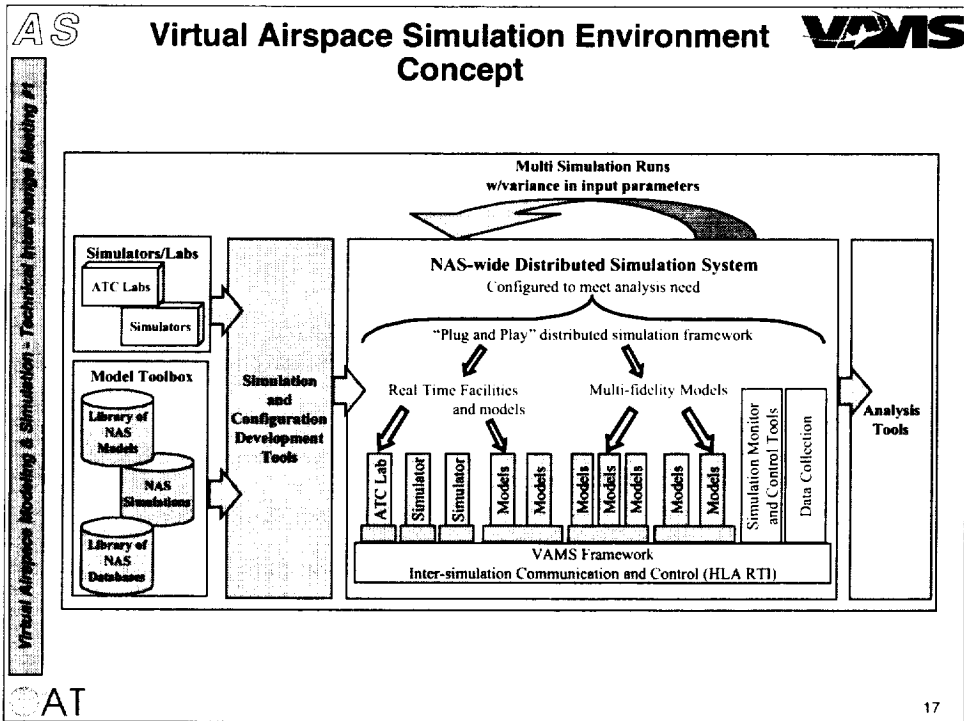 AS
Virtual Airspace Simulation Environment
Concept
VAMS
Virtual Airspace Modeling & Simulation - Technical Interchange Meeting #1
Multi Simulation Runs
w/variance in input parameters
Simulators/Labs
ATC Labs
Simulators
Model Toolbox
Library of
NAS
Models
NAS
Simulations
Library of
NAS
Databases
Simulation
and
Configuration
Development
Tools
NAS-wide Distributed Simulation System
Configured to meet analysis need
"Plug and Play" distributed simulation framework
Real Time Facilities
and models
Multi-fidelity Models
ATC Lab
Simulator
Simulator
Models
Models
Models
Models
Models
Models
Models
Simulation Monitor
and Control Tools
Data Collection
VAMS Framework
Inter-simulation Communication and Control (HLA RTI)
Analysis
Tools
AT
17